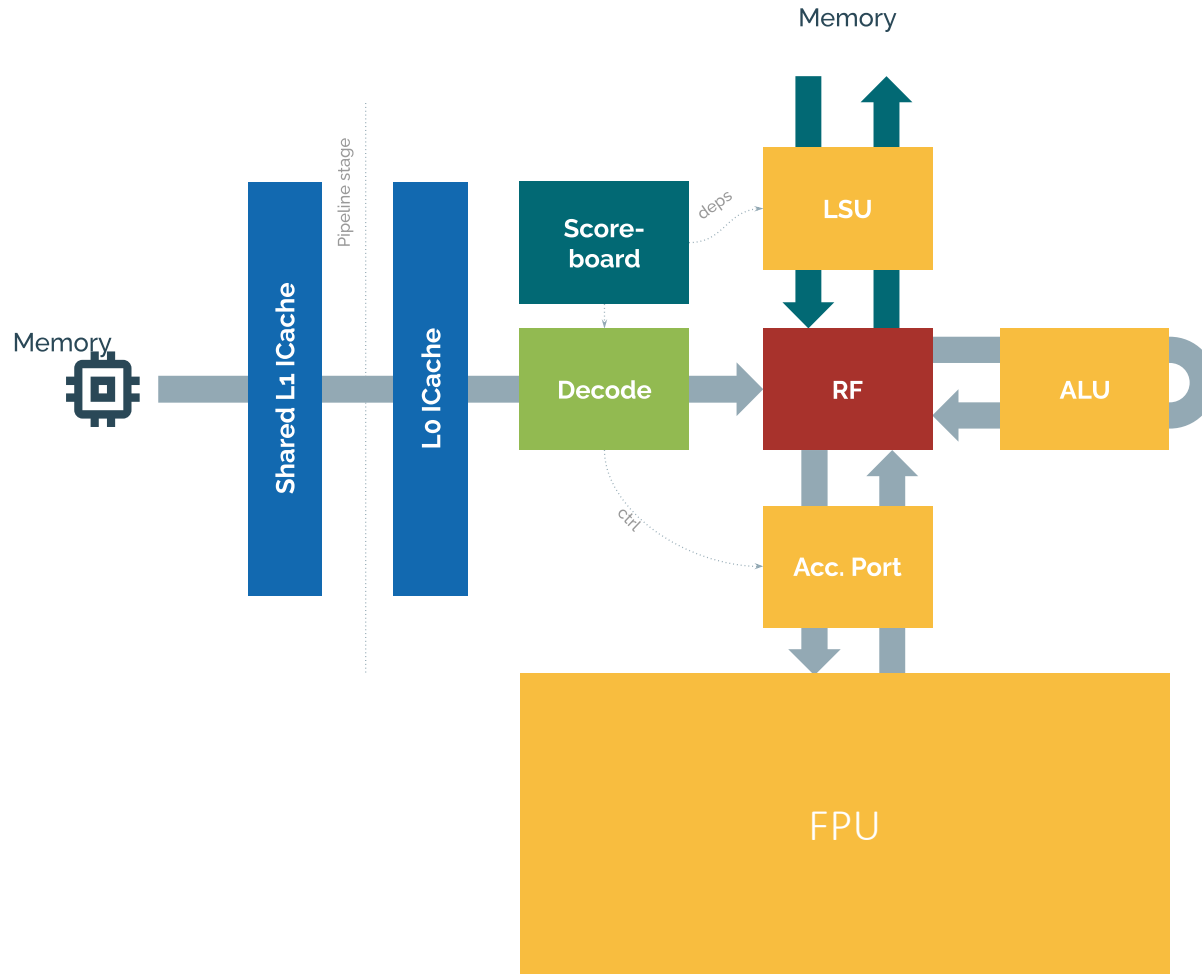 Memory
Pipeline stage
Score-
board
deps
LSU
Memory
Shared L1 ICache
L0 ICache
Decode
RF
ALU
ctrl
Acc. Port
FPU